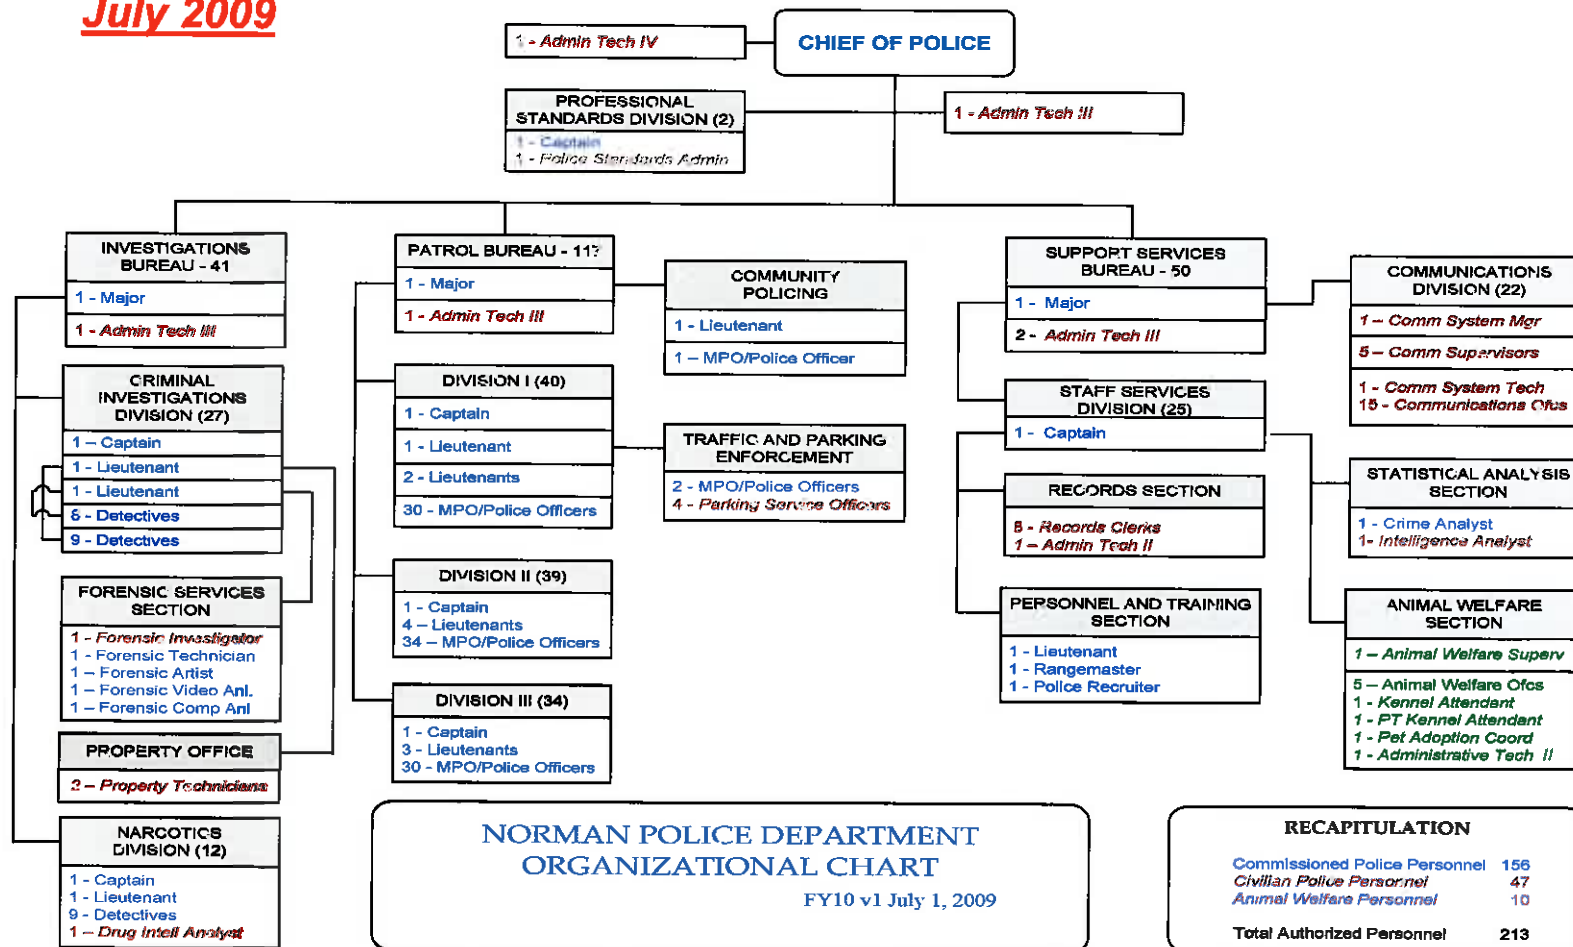 July 2009
1 - Admin Tech IV
CHIEF OF POLICE
PROFESSIONAL
STANDARDS DIVISION (2)
1 - Captain
1 - Police Standards Admin
1 - Admin Tech III
INVESTIGATIONS
BUREAU - 41
1 - Major
1 - Admin Tech III
CRIMINAL
INVESTIGATIONS
DIVISION (27)
1 – Captain
1 - Lieutenant
1 - Lieutenant
- Detectives
9 - Detectives
FORENSIC SERVICES
SECTION
1 - Forensic Investigator
1 - Forensic Technician
1 – Forensic Artist
1 – Forensic Video Anl.
1 – Forensic Comp Anl
PROPERTY OFFICE
2 – Property Technicians
NARCOTICS
DIVISION (12)
1 - Captain
1 - Lieutenant
9 - Detectives
1 – Drug Intell Analyst
PATROL BUREAU -
1 - Major
1 - Admin Tech III
COMMUNITY
POLICING
1 - Lieutenant
1 – MPO/Police Officer
DIVISION I (40)
1 - Captain
1 - Lieutenant
2 - Lieutenants
30 - MPO/Police Officers
TRAFFIC AND PARKING
ENFORCEMENT
2 - MPO/Police Officers
4 - Parking Service Officers
DIVISION II (39)
1 - Captain
4 – Lieutenants
34 – MPO/Police Officers
DIVISION III (34)
1 - Captain
3 - Lieutenants
30 - MPO/Police Officers
SUPPORT SERVICES
BUREAU - 50
1 - Major
2 - Admin Tech III
STAFF SERVICES
DIVISION (25)
1 - Captain
RECORDS SECTION
- Records Clerks
1 – Admin Tech II
PERSONNEL AND TRAINING
SECTION
1 - Lieutenant
1 - Rangemaster
1 - Police Recruiter
COMMUNICATIONS
DIVISION (22)
1 – Comm System Mgr
5 – Comm Supervisors
1 - Comm System Tech
15 - Communications Ofcs
STATISTICAL ANALYSIS
SECTION
1 - Crime Analyst
1- Intelligence Analyst
ANIMAL WELFARE
SECTION
1 – Animal Welfare Superv
5 – Animal Welfare Ofcs
1 - Kennel Attendant
1 - PT Kennel Attendant
1 - Pet Adoption Coord
1 - Administrative Tech II
NORMAN POLICE DEPARTMENT
ORGANIZATIONAL CHART
FY10 v1 July 1, 2009
RECAPITULATION
Commissioned Police Personnel 156
Civilian Police Personnel 47
Animal Welfare Personnel 10
Total Authorized Personnel 213